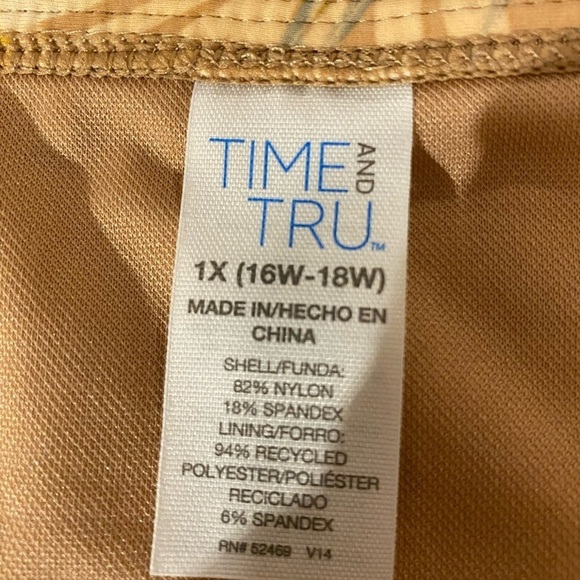 TIME AND
TRU™
1X (16W-18W)
MADE IN/HECHO EN
CHINA
SHELL/FUNDA:
82% NYLON
18% SPANDEX
LINING/FORRO:
94% RECYCLED
POLYESTER/POLIÉSTER
RECICLADO
6% SPANDEX
RN# 52469 V14